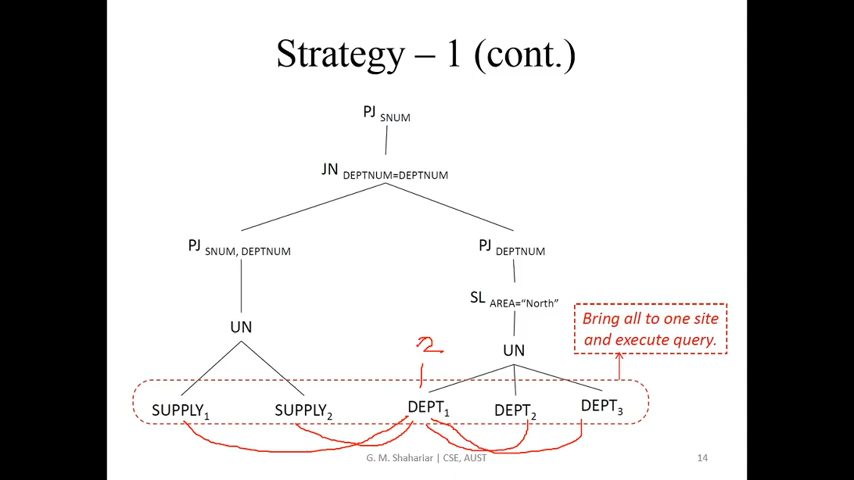 Strategy – 1 (cont.)
PJ SNUM
JN DEPTNUM=DEPTNUM
PJ SNUM, DEPTNUM
PJ DEPTNUM
SL AREA=“North”
Bring all to one site
and execute query.
UN
UN
2
SUPPLY1
SUPPLY2
DEPT1
DEPT2
DEPT3
G. M. Shahariar | CSE, AUST
14